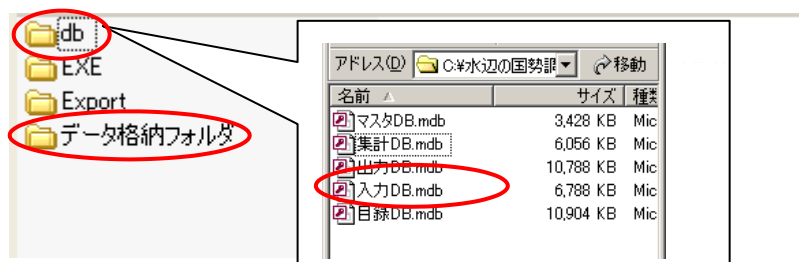 db
EXE
Export
データ格納フォルダ
アドレス(D) C:¥水辺の国勢調 移動
名前 サイズ 種類
マスタDB.mdb 3,428 KB Mic
集計DB.mdb 6,056 KB Mic
出力DB.mdb 10,788 KB Mic
入力DB.mdb 6,788 KB Mic
目録DB.mdb 10,904 KB Mic